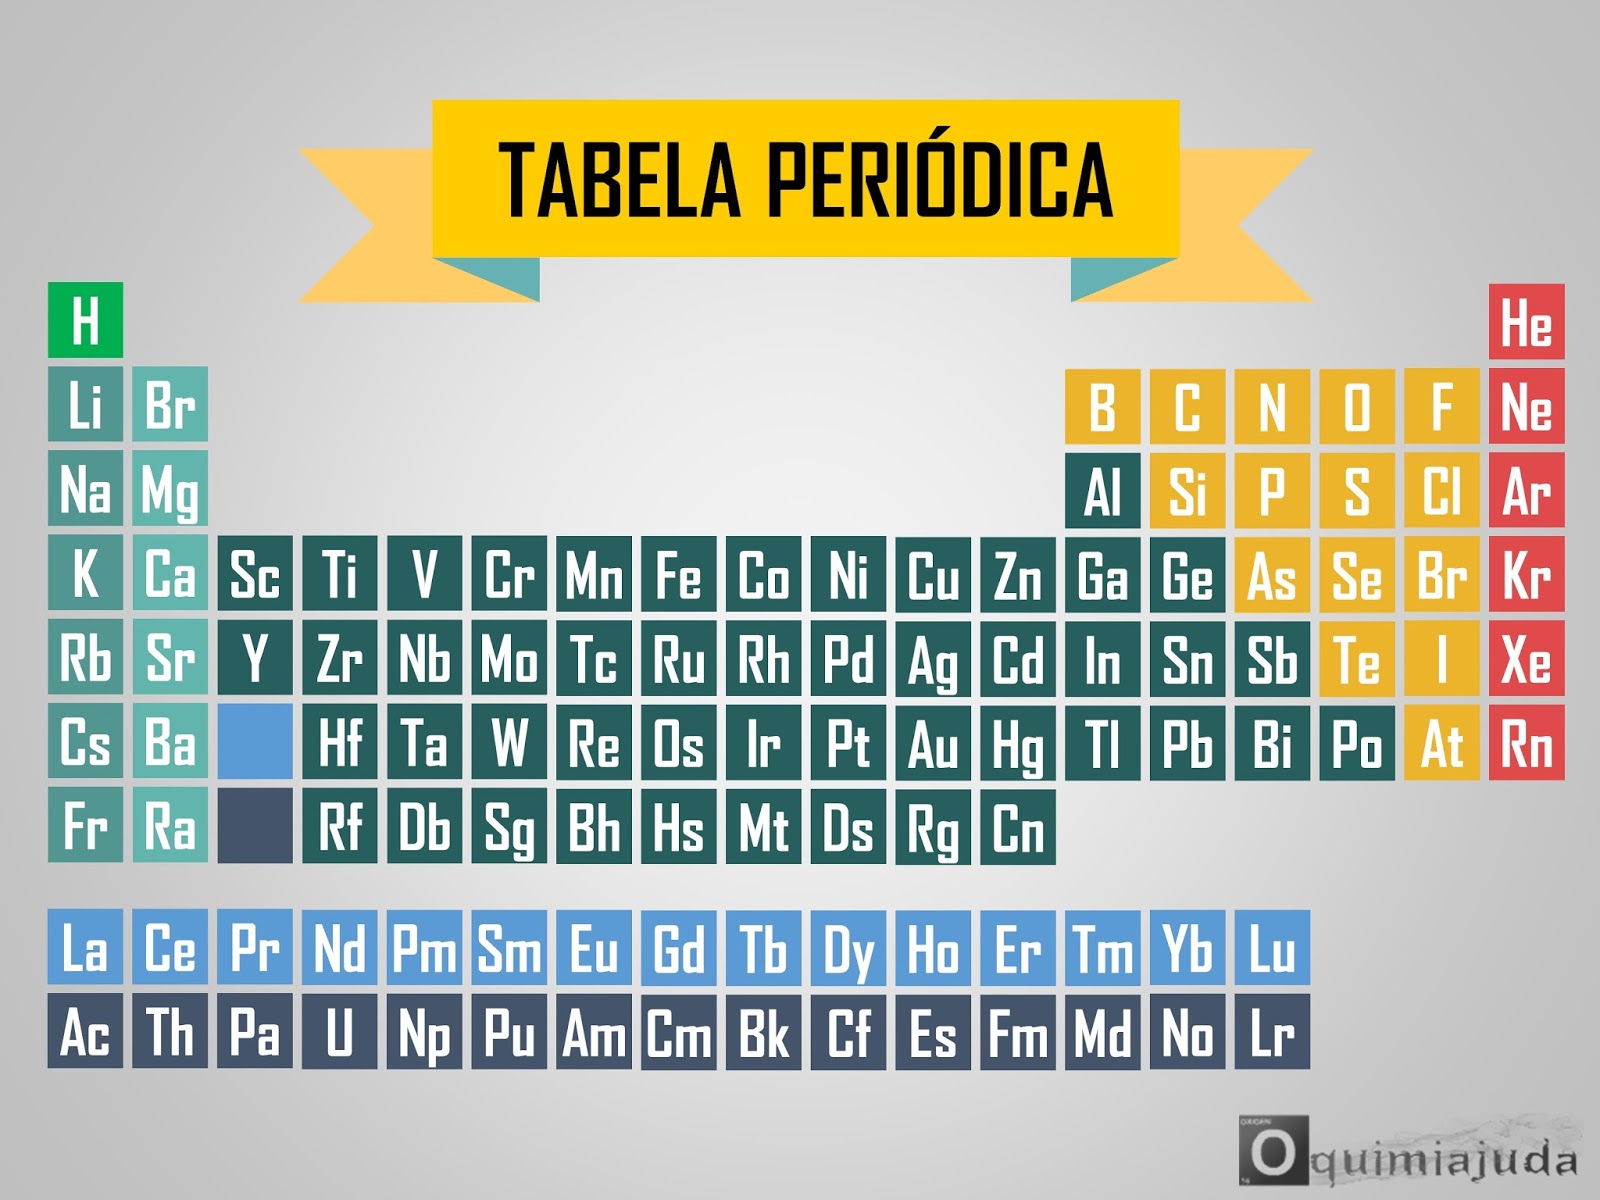 TABELA PERIÓDICA
H He
Li Br B C N O F Ne
Na Mg Al Si P S Cl Ar
K Ca Sc Ti V Cr Mn Fe Co Ni Cu Zn Ga Ge As Se Br Kr
Rb Sr Y Zr Nb Mo Tc Ru Rh Pd Ag Cd In Sn Sb Te I Xe
Cs Ba Hf Ta W Re Os Ir Pt Au Hg Tl Pb Bi Po At Rn
Fr Ra Rf Db Sg Bh Hs Mt Ds Rg Cn
La Ce Pr Nd Pm Sm Eu Gd Tb Dy Ho Er Tm Yb Lu
Ac Th Pa U Np Pu Am Cm Bk Cf Es Fm Md No Lr
OXIGEN
O quimiajuda